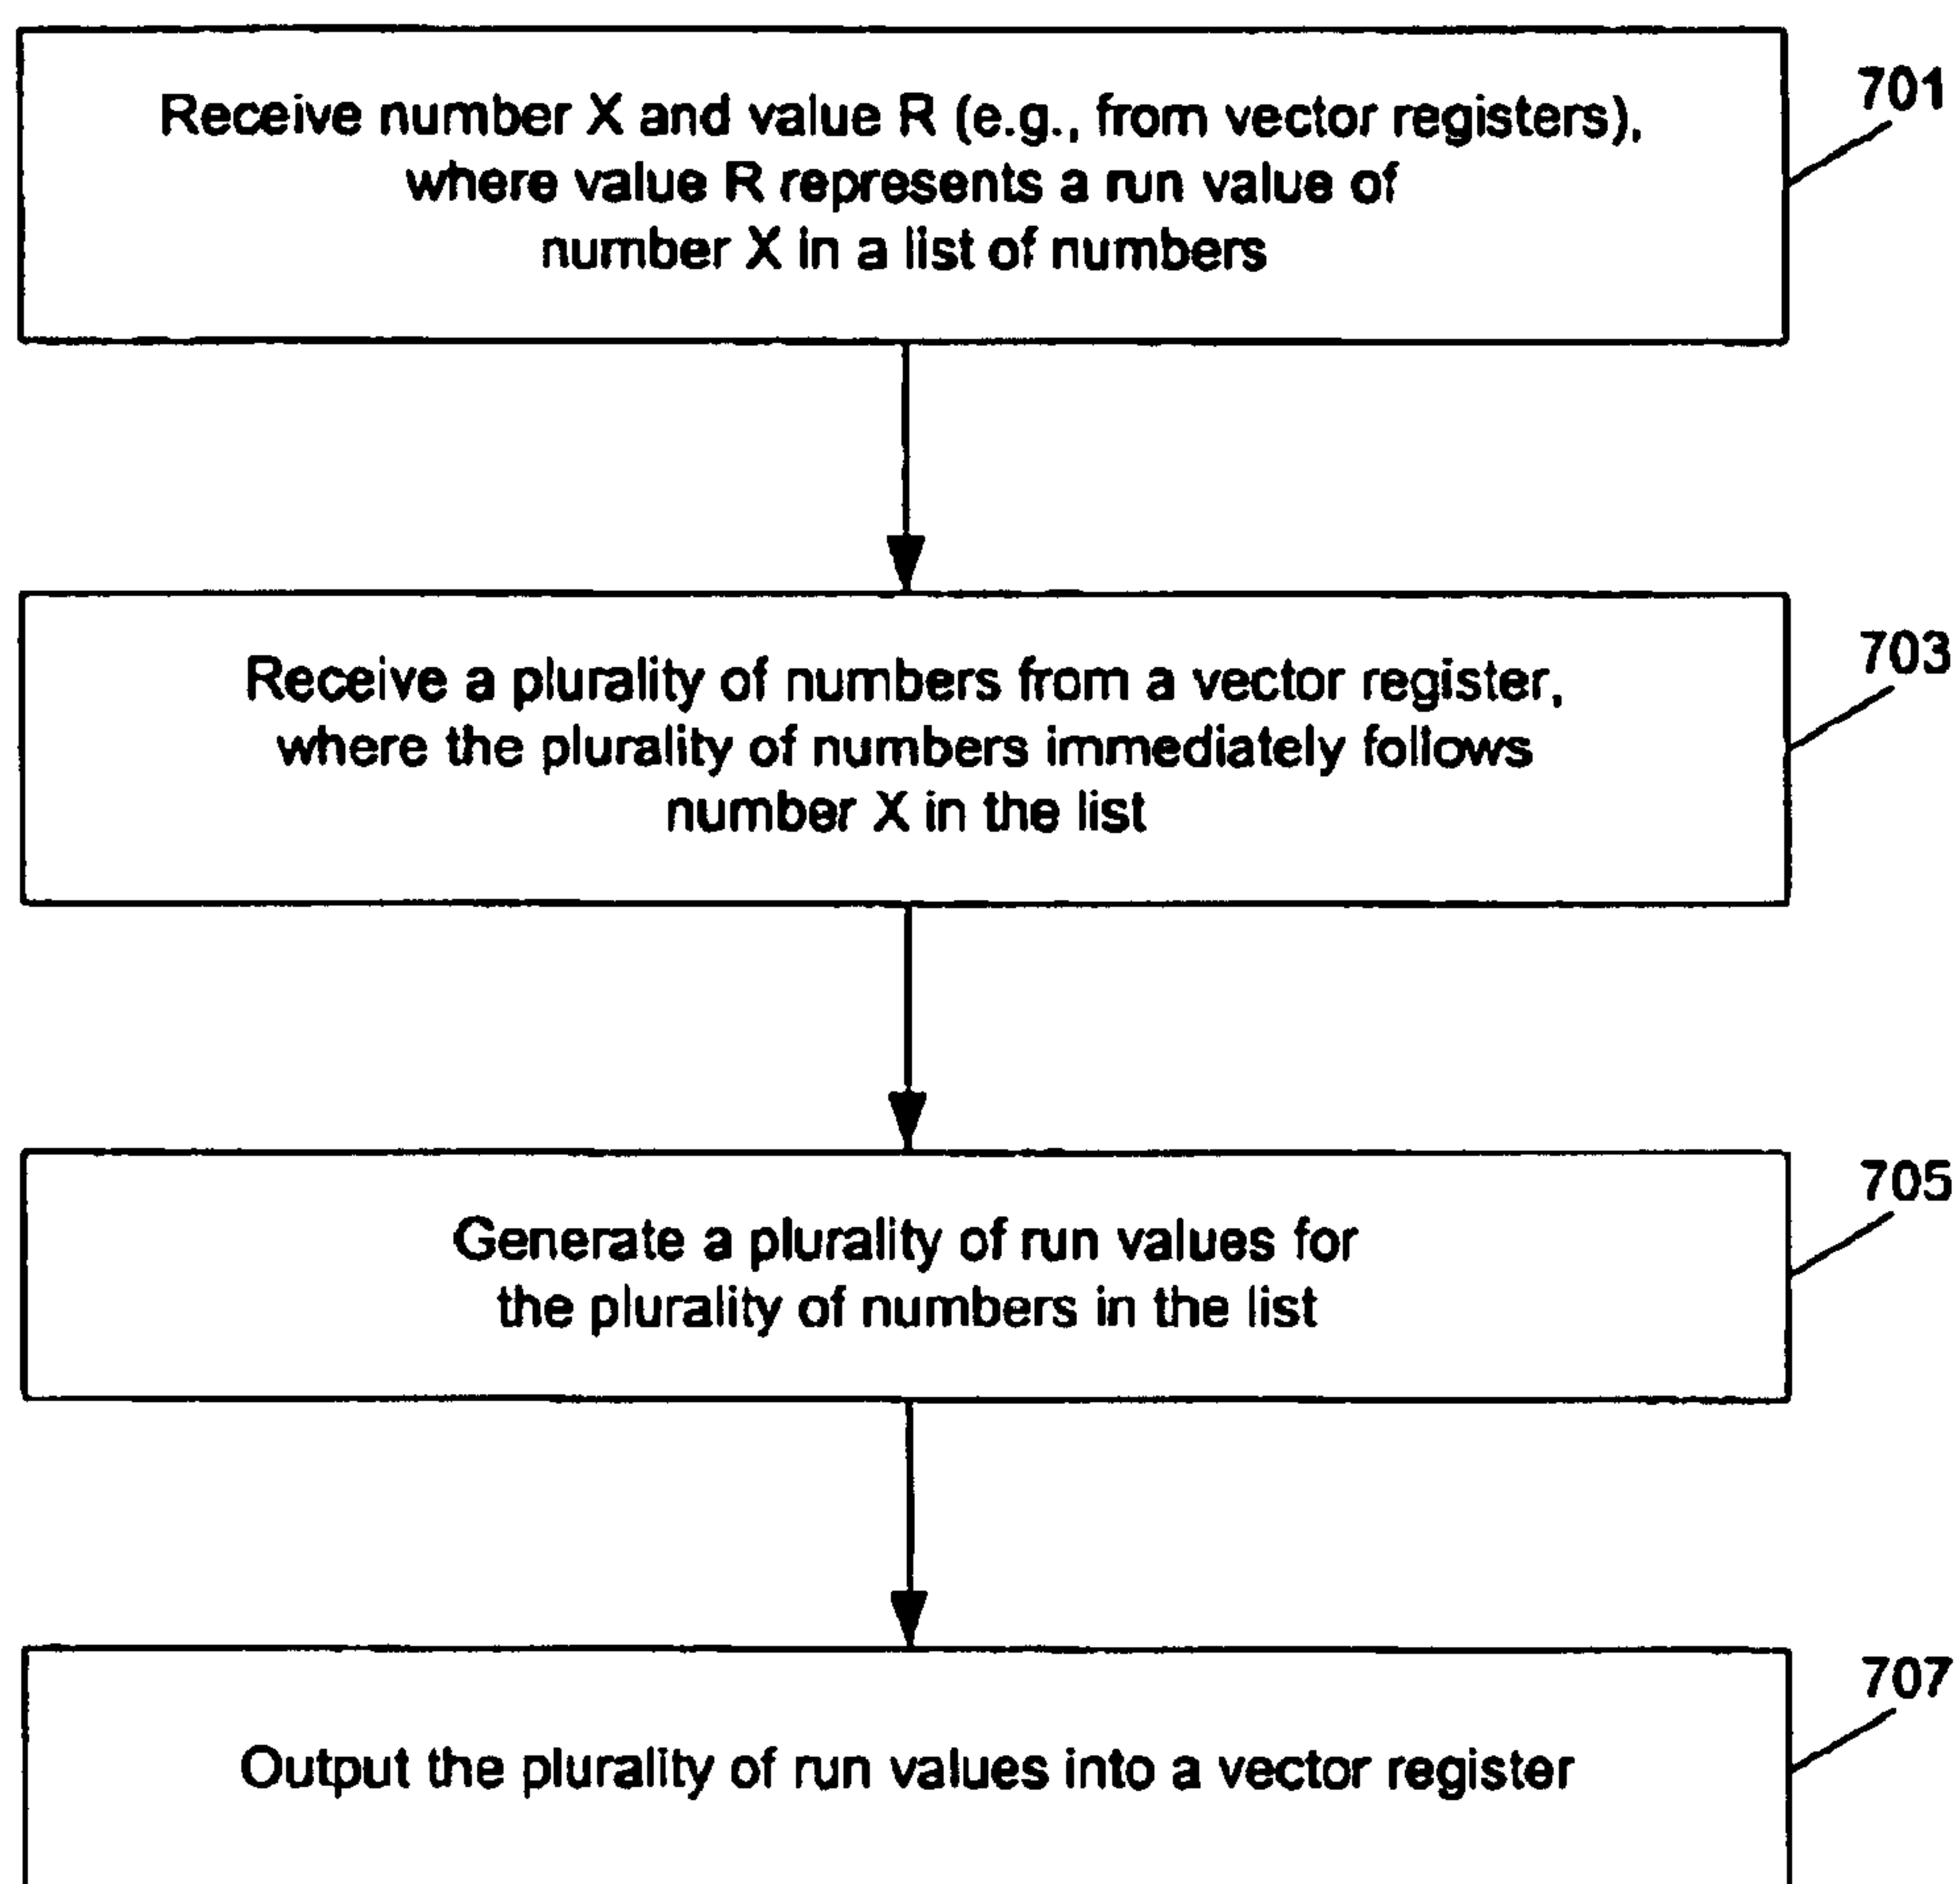 Receive number X and value R (e.g., from vector registers),
where value R represents a run value of
number X in a list of numbers
701
Receive a plurality of numbers from a vector register,
where the plurality of numbers immediately follows
number X in the list
703
Generate a plurality of run values for
the plurality of numbers in the list
705
Output the plurality of run values into a vector register
707